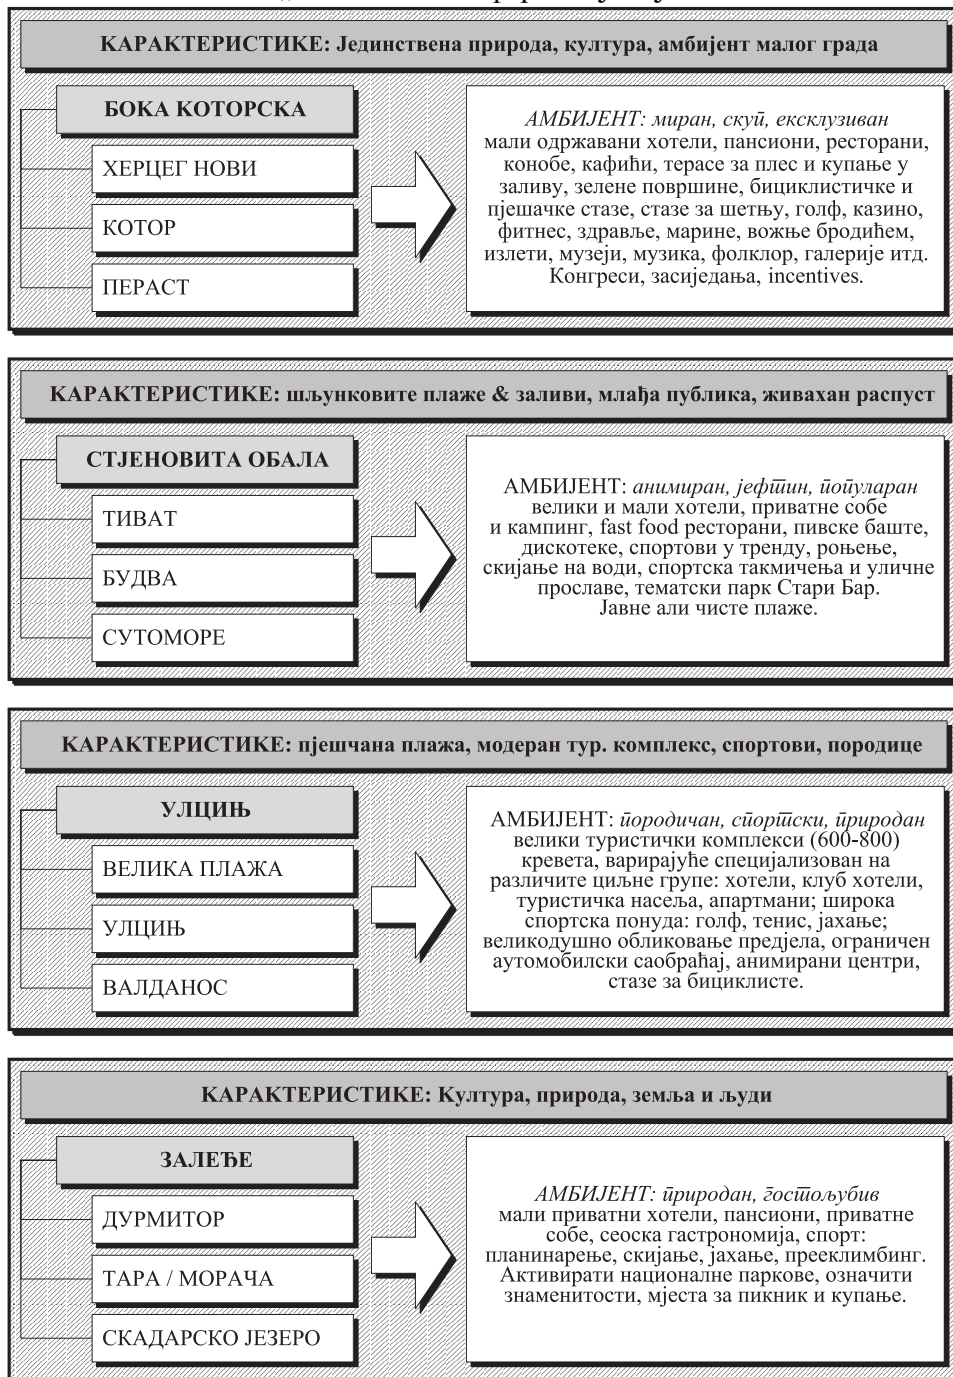 КАРАКТЕРИСТИКЕ: Јединствена природа, култура, амбијент малог града
БОКА КОТОРСКА
ХЕРЦЕГ НОВИ
КОТОР
ПЕРАСТ
АМБИЈЕНТ: миран, скуп, ексклузиван
мали одржавани хотели, пансиони, ресторани,
конобе, кафићи, терасе за плес и купање у
заливу, зелене површине, бициклистичке и
пјешачке стазе, стазе за шетњу, голф, казино,
фитнес, здравље, марине, вожње бродићем,
излети, музеји, музика, фолклор, галерије итд.
Конгреси, засиједања, incentives.
КАРАКТЕРИСТИКЕ: шљунковите плаже & заливи, млађа публика, живахан распуст
СТЈЕНОВИТА ОБАЛА
ТИВАТ
БУДВА
СУТОМОРЕ
АМБИЈЕНТ: анимиран, јефтин, популаран
велики и мали хотели, приватне собе
и кампинг, fast food ресторани, пивске баште,
дискотеке, спортови у тренду, роњење,
скијање на води, спортска такмичења и уличне
прославе, тематски парк Стари Бар.
Јавне али чисте плаже.
КАРАКТЕРИСТИКЕ: пјешчана плажа, модеран тур. комплекс, спортови, породице
УЛЦИЊ
ВЕЛИКА ПЛАЖА
УЛЦИЊ
ВАЛДАНОС
АМБИЈЕНТ: породичан, спортски, природан
велики туристички комплекси (600-800)
кревета, варирајуће специјализован на
различите циљне групе: хотели, клуб хотели,
туристичка насеља, апартмани; широка
спортска понуда: голф, тенис, јахање;
великодушно обликовање предјела, ограничен
аутомобилски саобраћај, анимирани центри,
стазе за бициклисте.
КАРАКТЕРИСТИКЕ: Култура, природа, земља и људи
ЗАЛЕЂЕ
ДУРМИТОР
ТАРА / МОРАЧА
СКАДАРСКО ЈЕЗЕРО
АМБИЈЕНТ: природан, гостољубив
мали приватни хотели, пансиони, приватне
собе, сеоска гастрономија, спорт:
планинарење, скијање, јахање, прееклимбинг.
Активирати националне паркове, означити
знаменитости, мјеста за пикник и купање.